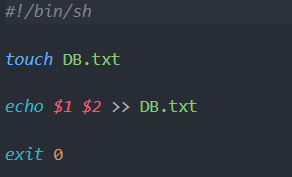 #!/bin/sh
touch DB.txt
echo $1 $2 >> DB.txt
exit 0